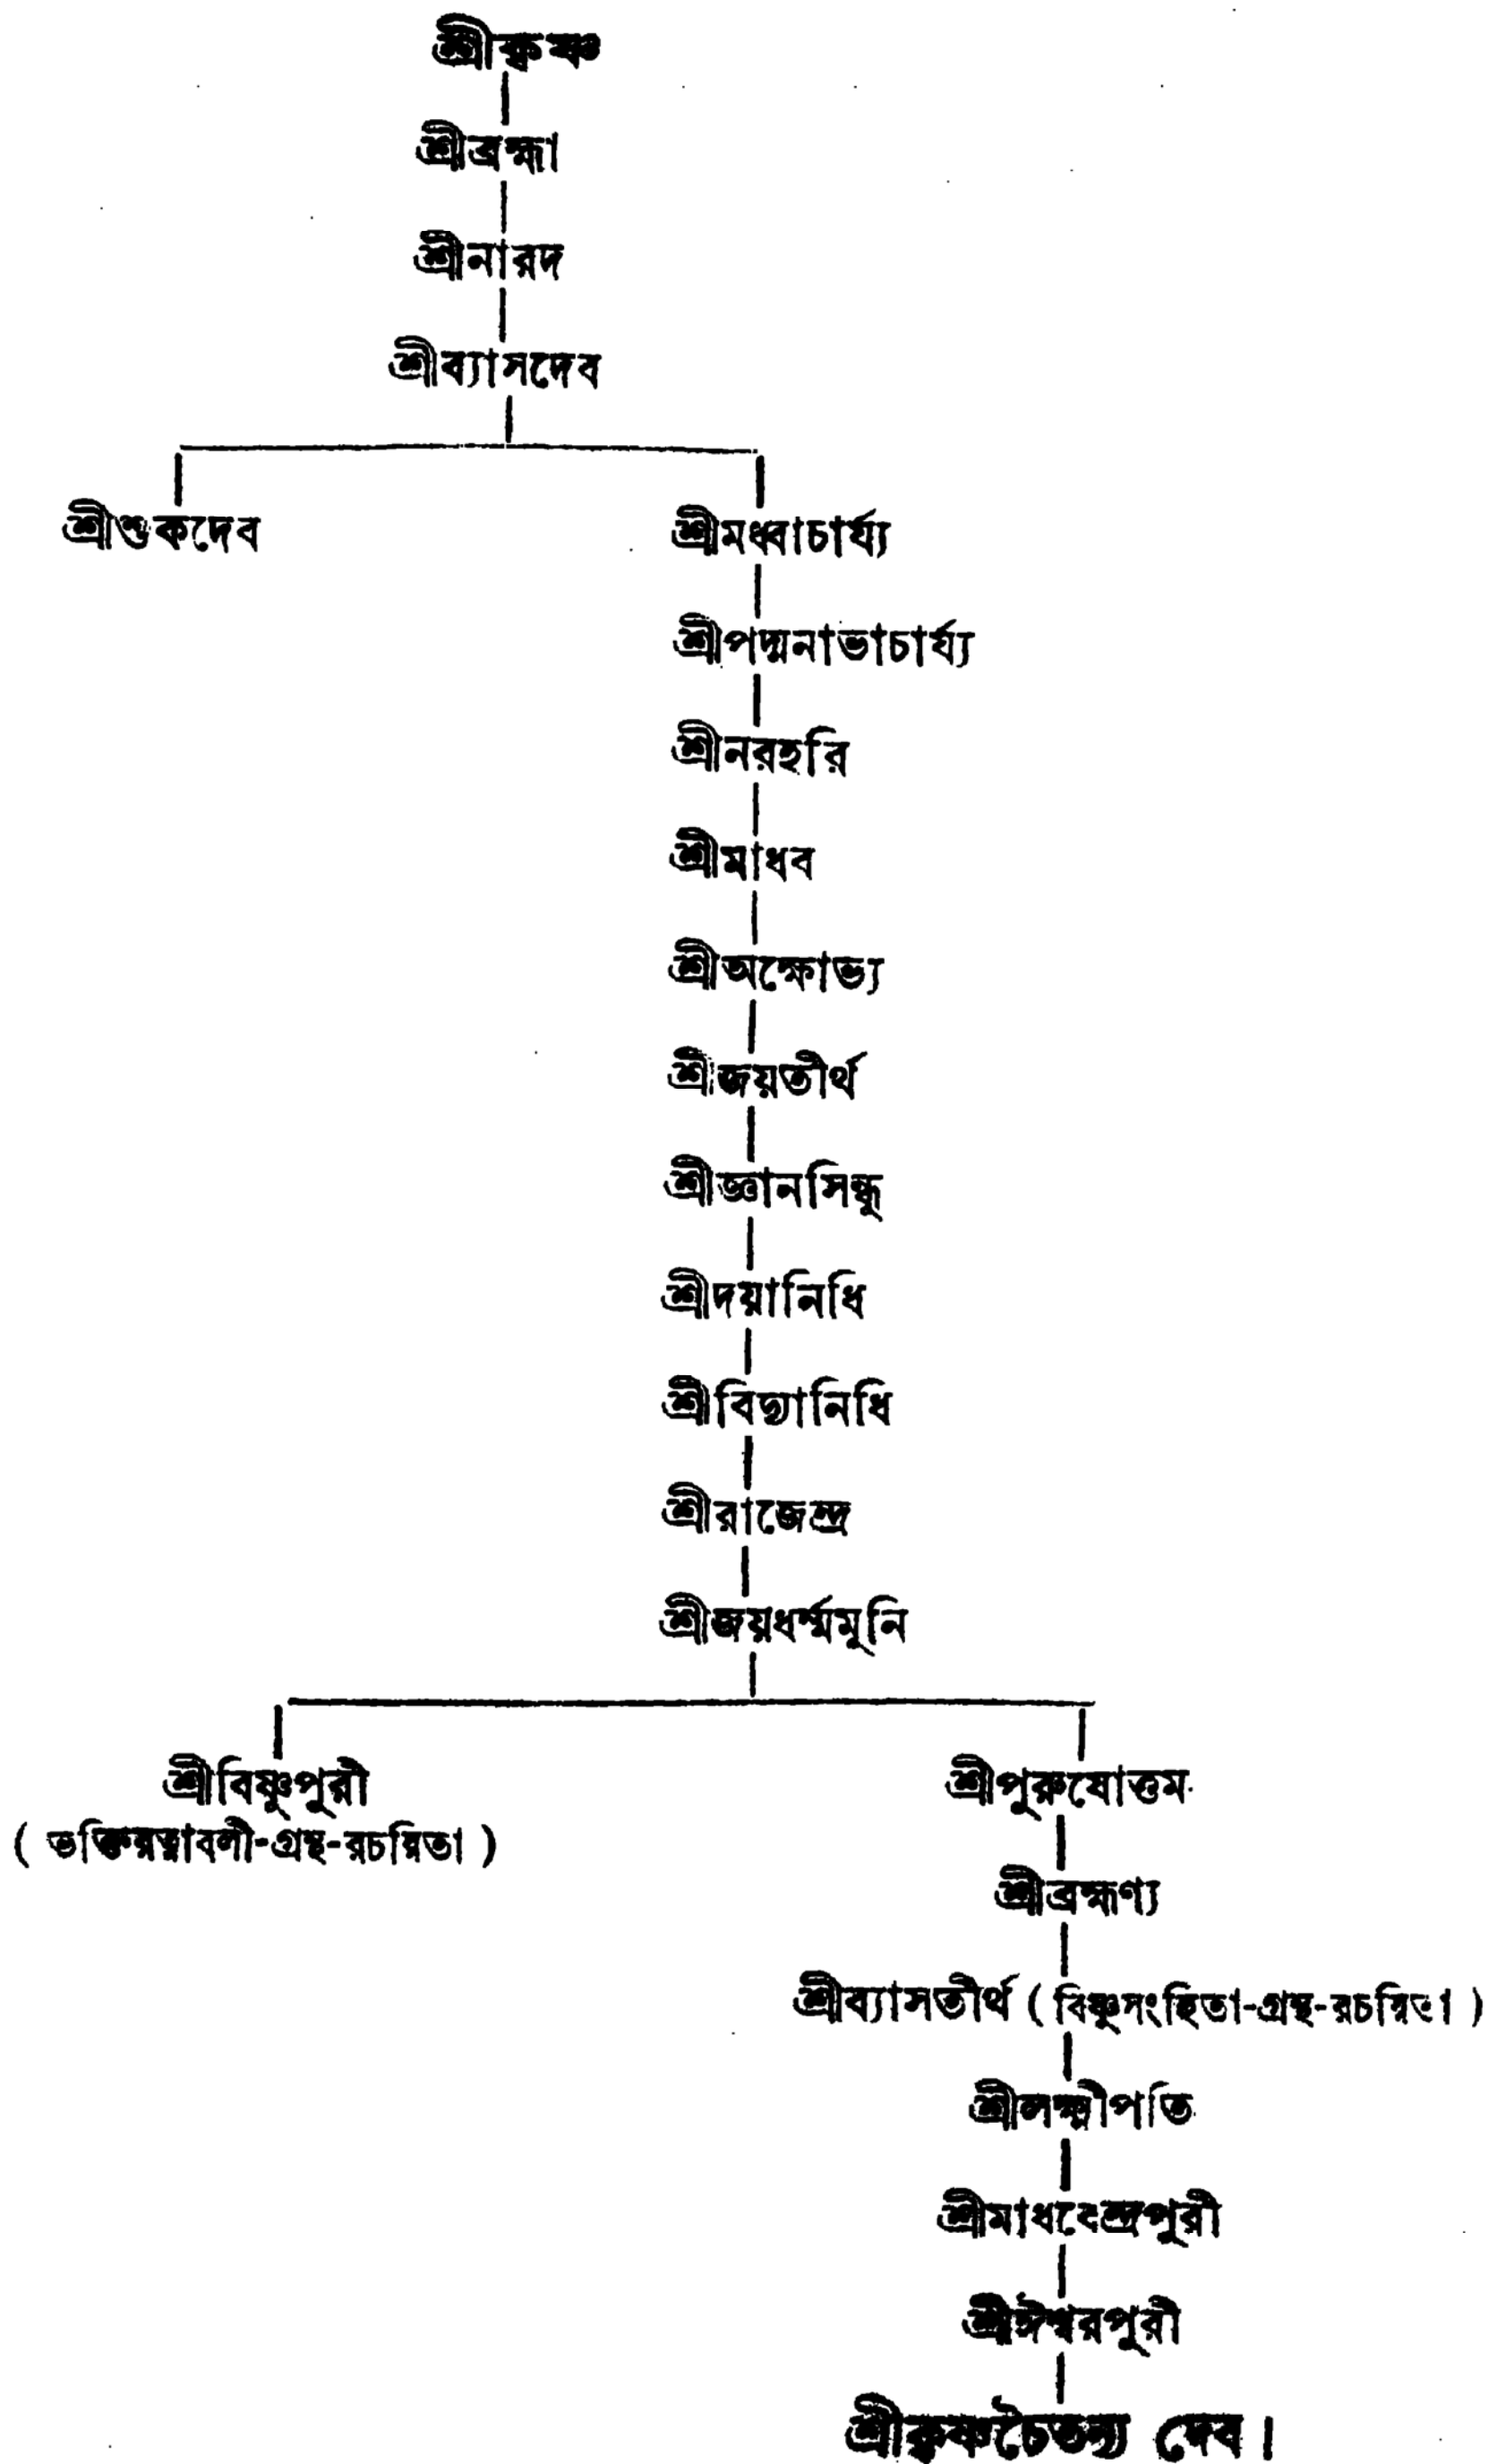 শ্রীকৃষ্ণ
শ্রীব্রহ্মা
শ্রীনারদ
শ্রীব্যাসদেব
শ্রীশুকদেব
শ্রীমধ্বাচার্য্য
শ্রীপদ্মনাভাচার্য্য
শ্রীনরহরি
শ্রীমাধব
শ্রীঅক্ষোভ্য
শ্রীজয়তীর্থ
শ্রীজ্ঞানসিন্ধু
শ্রীদয়ানিধি
শ্রীবিদ্যানিধি
শ্রীরাজেন্দ্র
শ্রীজয়ধর্ম্মমুনি
শ্রীবিষ্ণুপুরী
( ভক্তিরত্নাবলী-গ্রন্থ-রচয়িতা )
শ্রীপুরুষোত্তম
শ্রীব্রহ্মণ্য
শ্রীব্যাসতীর্থ ( বিষ্ণুসংহিতা-গ্রন্থ-রচয়িতা )
শ্রীলক্ষ্মীপতি
শ্রীমাধবেন্দ্রপুরী
শ্রীঈশ্বরপুরী
শ্রীকৃষ্ণচৈতন্য দেব।